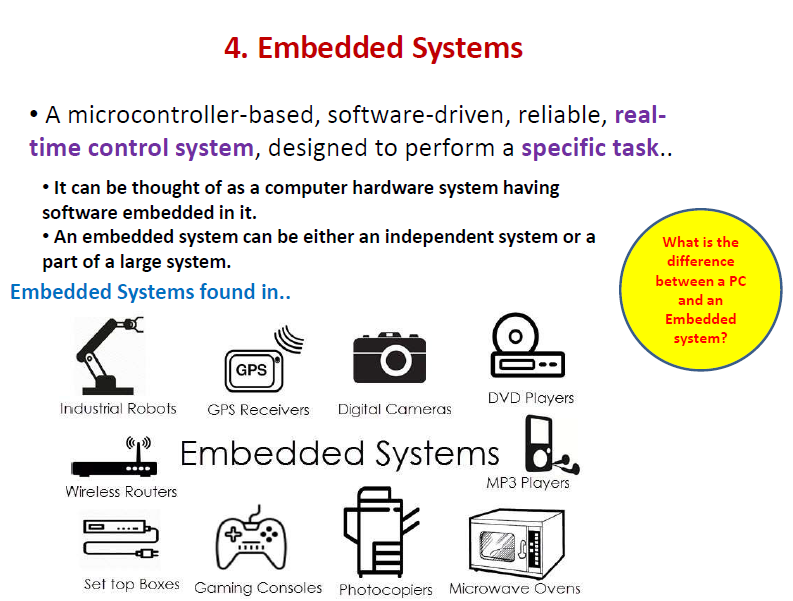 4. Embedded Systems
• A microcontroller-based, software-driven, reliable, real-
time control system, designed to perform a specific task..
• It can be thought of as a computer hardware system having
software embedded in it.
• An embedded system can be either an independent system or a
part of a large system.
What is the
difference
between a PC
and an
Embedded
system?
Embedded Systems found in..
GPS
Industrial Robots
GPS Receivers
Digital Cameras
DVD Players
Embedded Systems
Wireless Routers
MP3 Players
Set top Boxes
Gaming Consoles
Photocopiers
Microwave Ovens